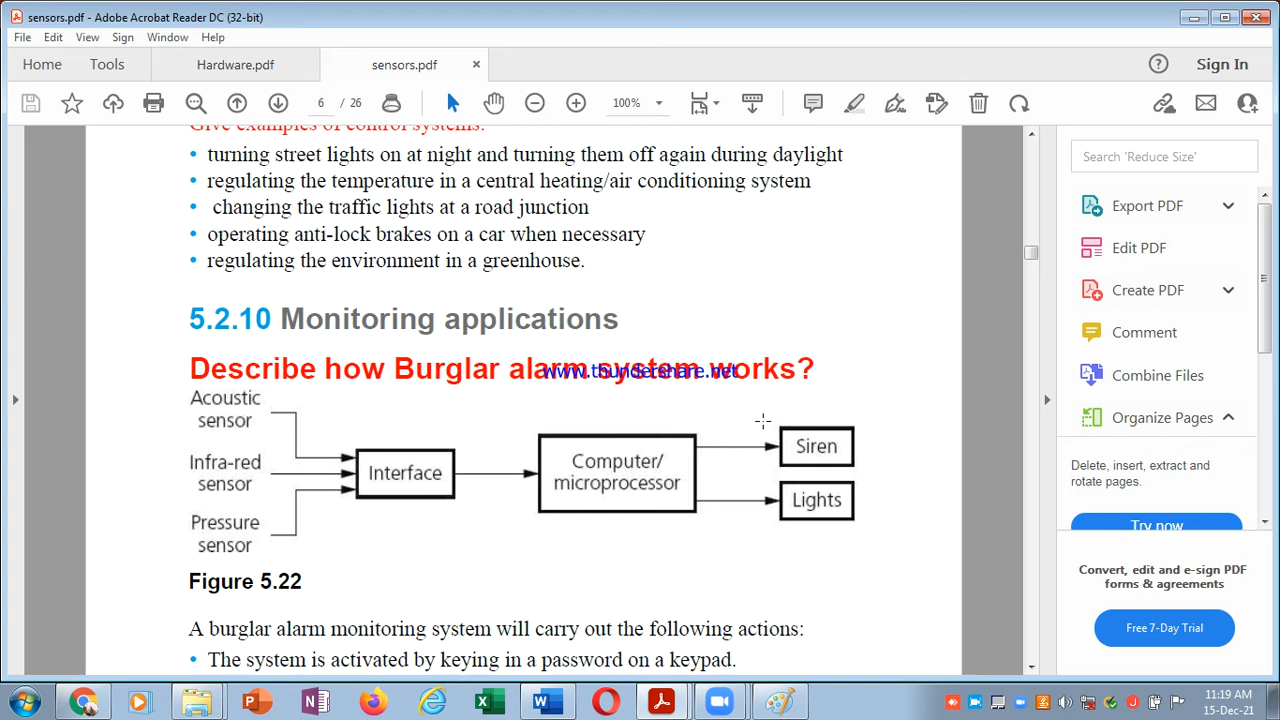 sensors.pdf - Adobe Acrobat Reader DC (32-bit)
File Edit View Sign Window Help
Home Tools Hardware.pdf sensors.pdf × Sign In
6 / 26 100%
Give examples of control systems.
• turning street lights on at night and turning them off again during daylight
• regulating the temperature in a central heating/air conditioning system
• changing the traffic lights at a road junction
• operating anti-lock brakes on a car when necessary
• regulating the environment in a greenhouse.
5.2.10 Monitoring applications
Describe how Burglar alarm system works?
www.thundershare.net
Acoustic
sensor
Infra-red
sensor
Pressure
sensor
Interface
Computer/
microprocessor
Siren
Lights
Figure 5.22
A burglar alarm monitoring system will carry out the following actions:
• The system is activated by keying in a password on a keypad.
Search 'Reduce Size'
Export PDF
Edit PDF
Create PDF
Comment
Combine Files
Organize Pages
Delete, insert, extract and
rotate pages.
Try now
Convert, edit and e-sign PDF
forms & agreements
Free 7-Day Trial
11:19 AM
15-Dec-21